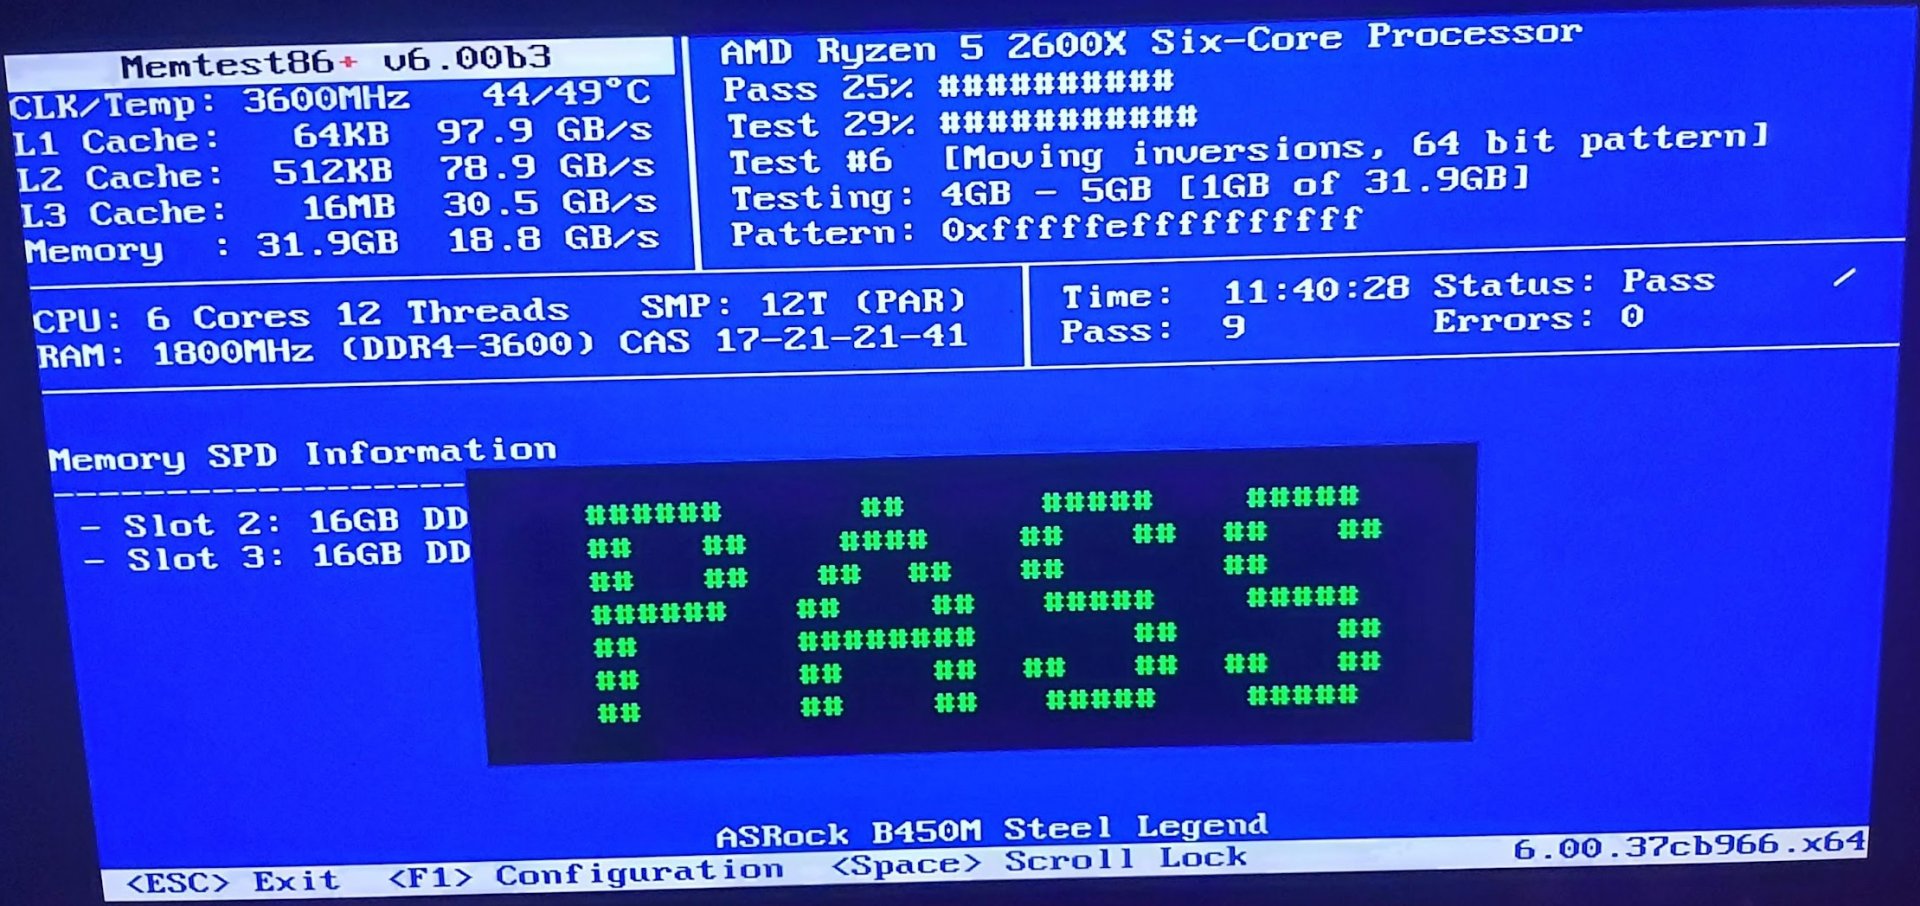 Memtest86+ v6.00b3
CLK/Temp: 3600MHz 44/49°C
L1 Cache: 64KB 97.9 GB/s
L2 Cache: 512KB 78.9 GB/s
L3 Cache: 16MB 30.5 GB/s
Memory : 31.9GB 18.8 GB/s
AMD Ryzen 5 2600X Six-Core Processor
Pass 25% ##########
Test 29% ###########
Test #6 [Moving inversions, 64 bit pattern]
Testing: 4GB - 5GB [1GB of 31.9GB]
Pattern: 0xfffffeffffffffff
CPU: 6 Cores 12 Threads SMP: 12T (PAR)
RAM: 1800MHz (DDR4-3600) CAS 17-21-21-41
Time: 11:40:28 Status: Pass /
Pass: 9 Errors: 0
Memory SPD Information
- Slot 2: 16GB DD
- Slot 3: 16GB DD
PASS
ASRock B450M Steel Legend
<ESC> Exit <F1> Configuration <Space> Scroll Lock 6.00.37cb966.x64